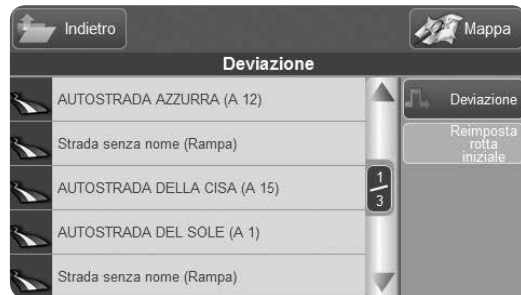 Indietro
Mappa
Deviazione
AUTOSTRADA AZZURRA (A 12)
Strada senza nome (Rampa)
AUTOSTRADA DELLA CISA (A 15)
AUTOSTRADA DEL SOLE (A 1)
Strada senza nome (Rampa)
1
3
Deviazione
Reimposta
rotta
iniziale